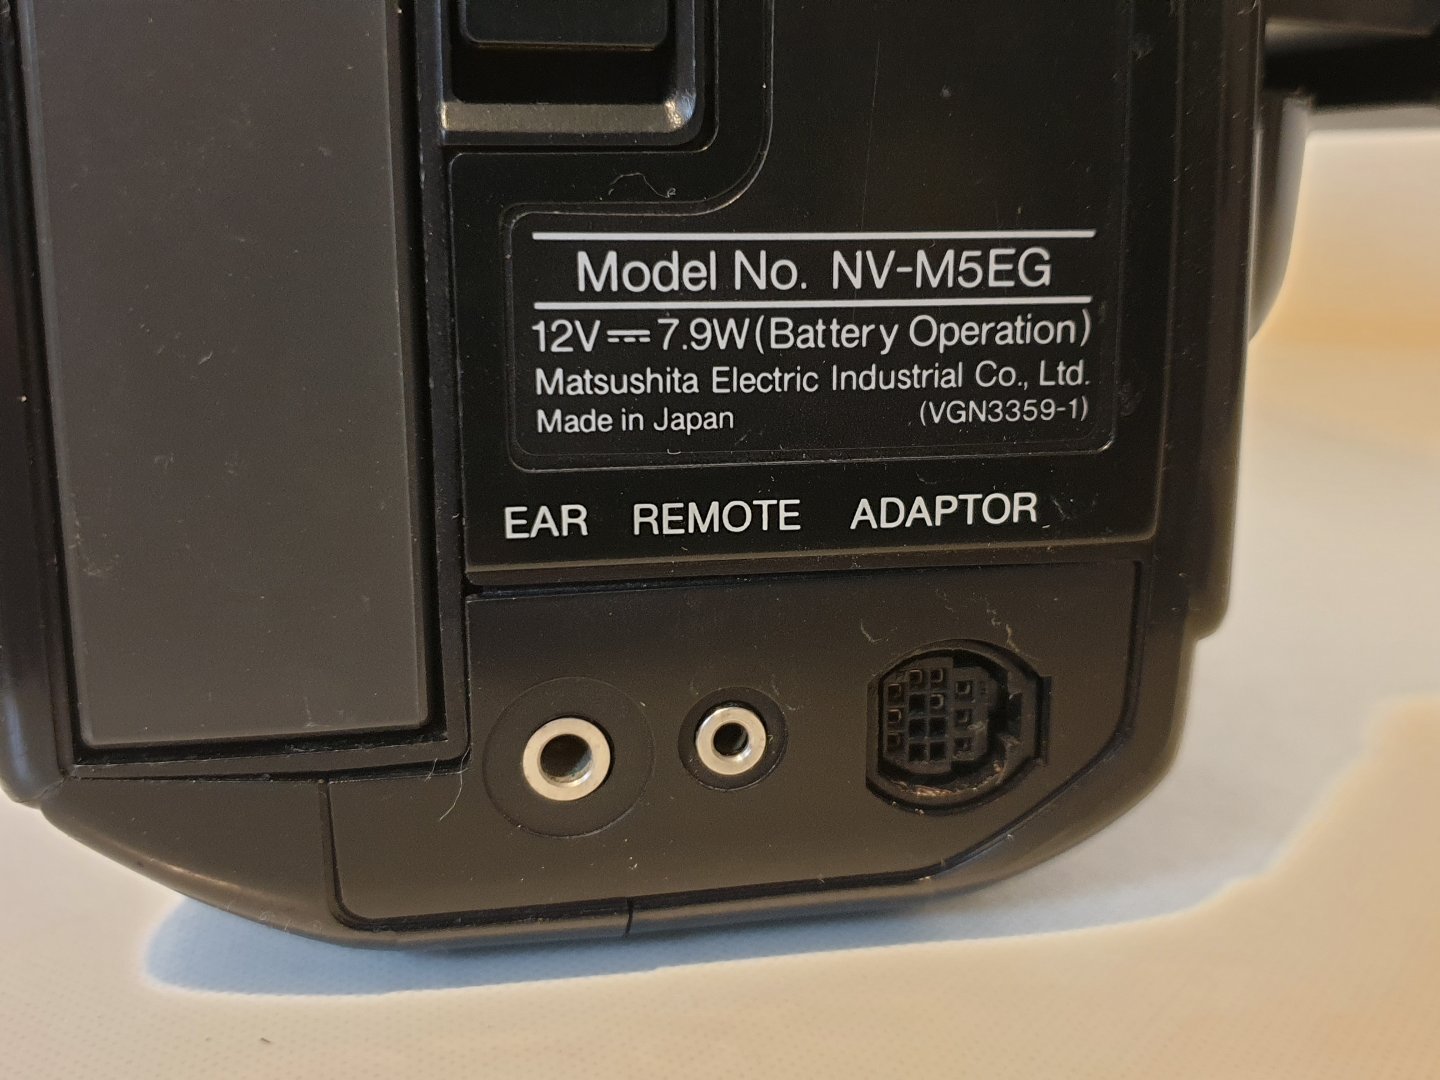 Model No. NV-M5EG
12V⎓7.9W(Battery Operation)
Matsushita Electric Industrial Co., Ltd.
Made in Japan (VGN3359-1)
EAR REMOTE ADAPTOR